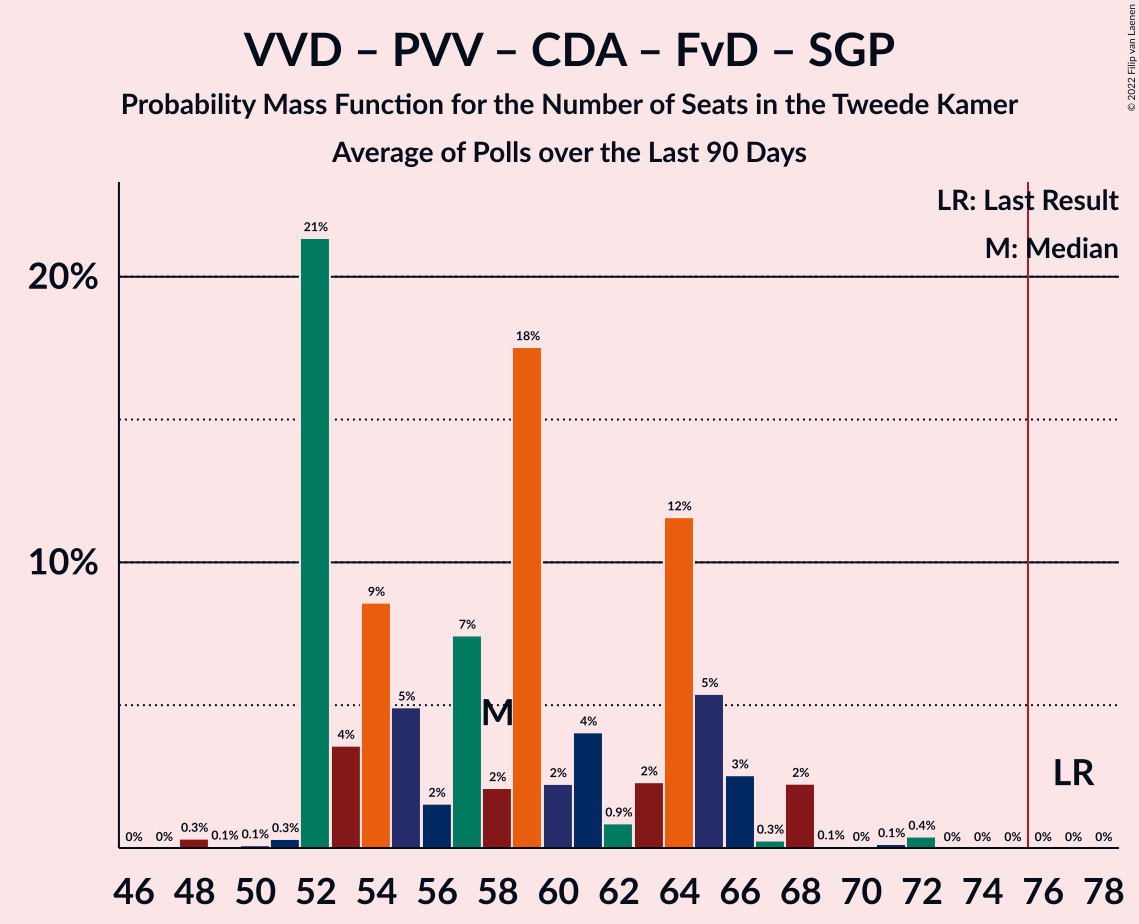 VVD – PVV – CDA – FvD – SGP
Probability Mass Function for the Number of Seats in the Tweede Kamer
Average of Polls over the Last 90 Days
© 2022 Filip van Laenen
LR: Last Result
M: Median
20%
10%
0% 0% 0.3% 0.1% 0.1% 0.3% 21% 4% 9% 5% 2% 7% 2% 18% 2% 4% 0.9% 2% 12% 5% 3% 0.3% 2% 0.1% 0% 0.1% 0.4% 0% 0% 0% 0% 0% 0%
M
LR
46 48 50 52 54 56 58 60 62 64 66 68 70 72 74 76 78